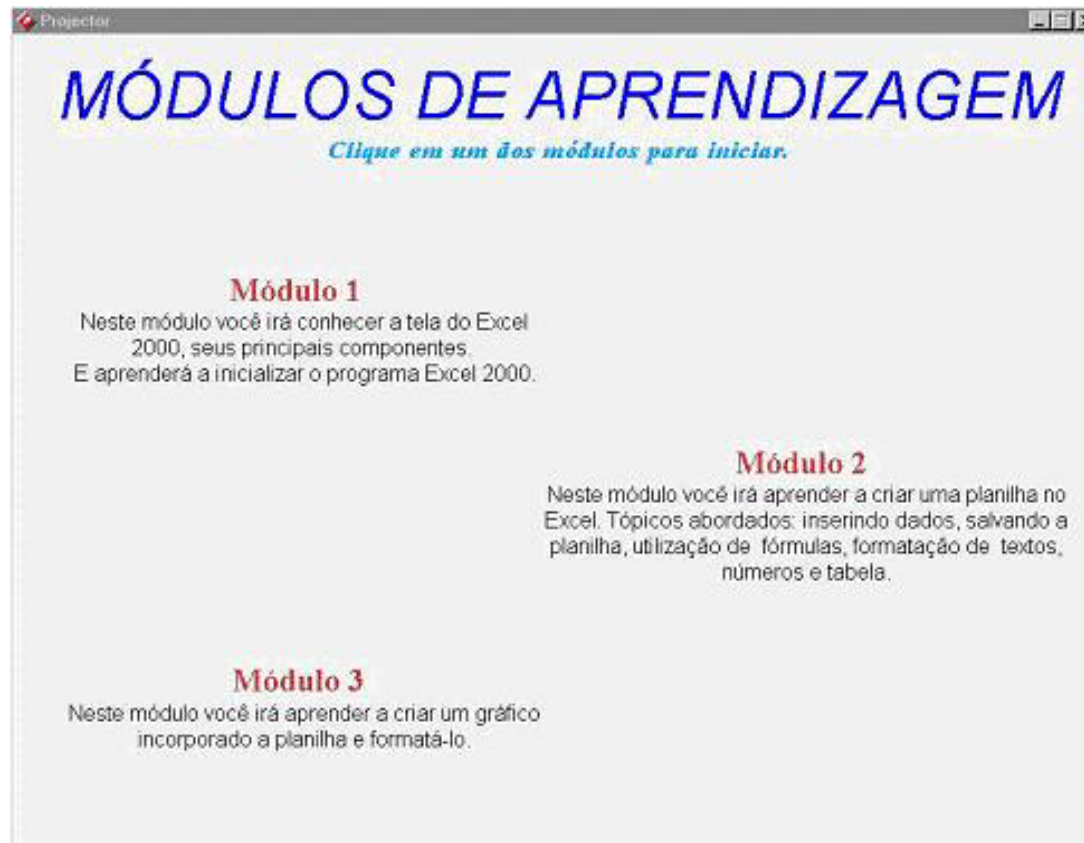 Projector
MÓDULOS DE APRENDIZAGEM
Clique em um dos módulos para iniciar.
Módulo 1
Neste módulo você irá conhecer a tela do Excel
2000, seus principais componentes.
E aprenderá a inicializar o programa Excel 2000.
Módulo 2
Neste módulo você irá aprender a criar uma planilha no
Excel. Tópicos abordados: inserindo dados, salvando a
planilha, utilização de fórmulas, formatação de textos,
números e tabela.
Módulo 3
Neste módulo você irá aprender a criar um gráfico
incorporado a planilha e formatá-lo.